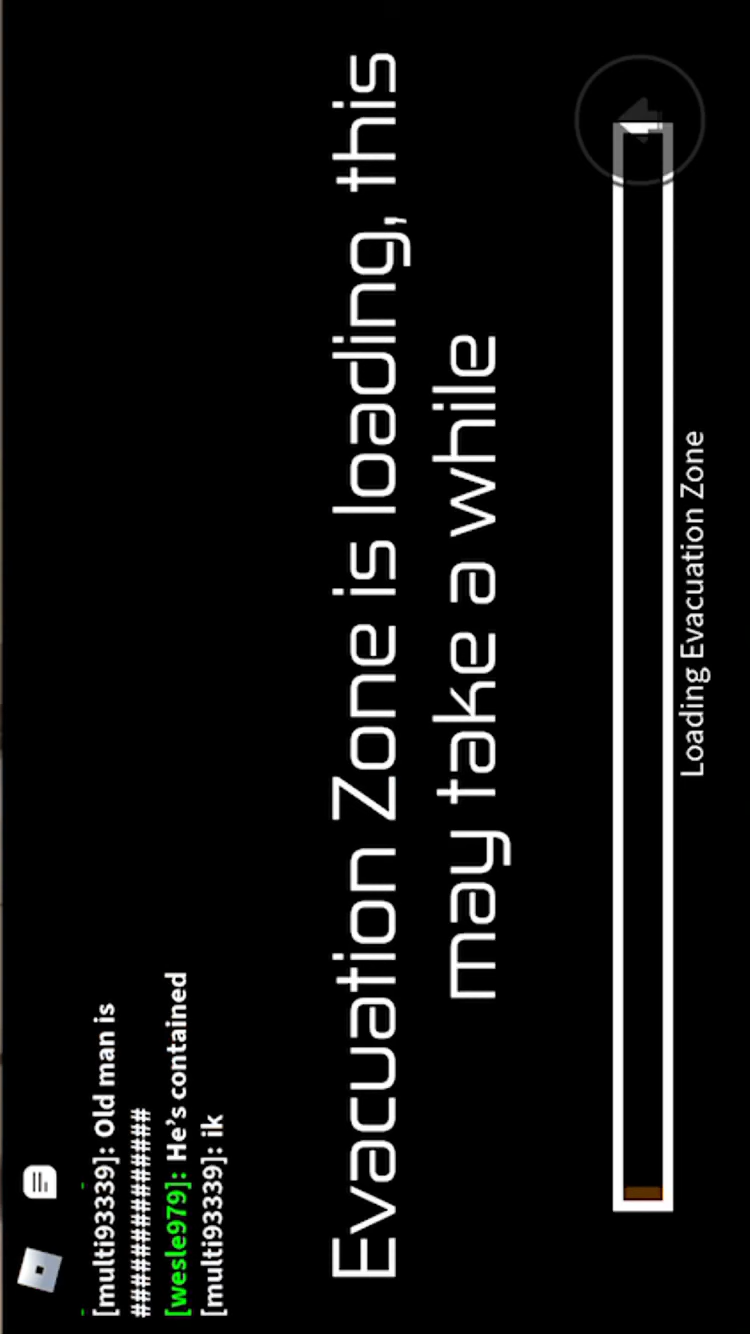 [multi93339]: Old man is
##############
[wesle979]: He's contained
[multi93339]: ik
Evacuation Zone is loading, this
may take a while
Loading Evacuation Zone